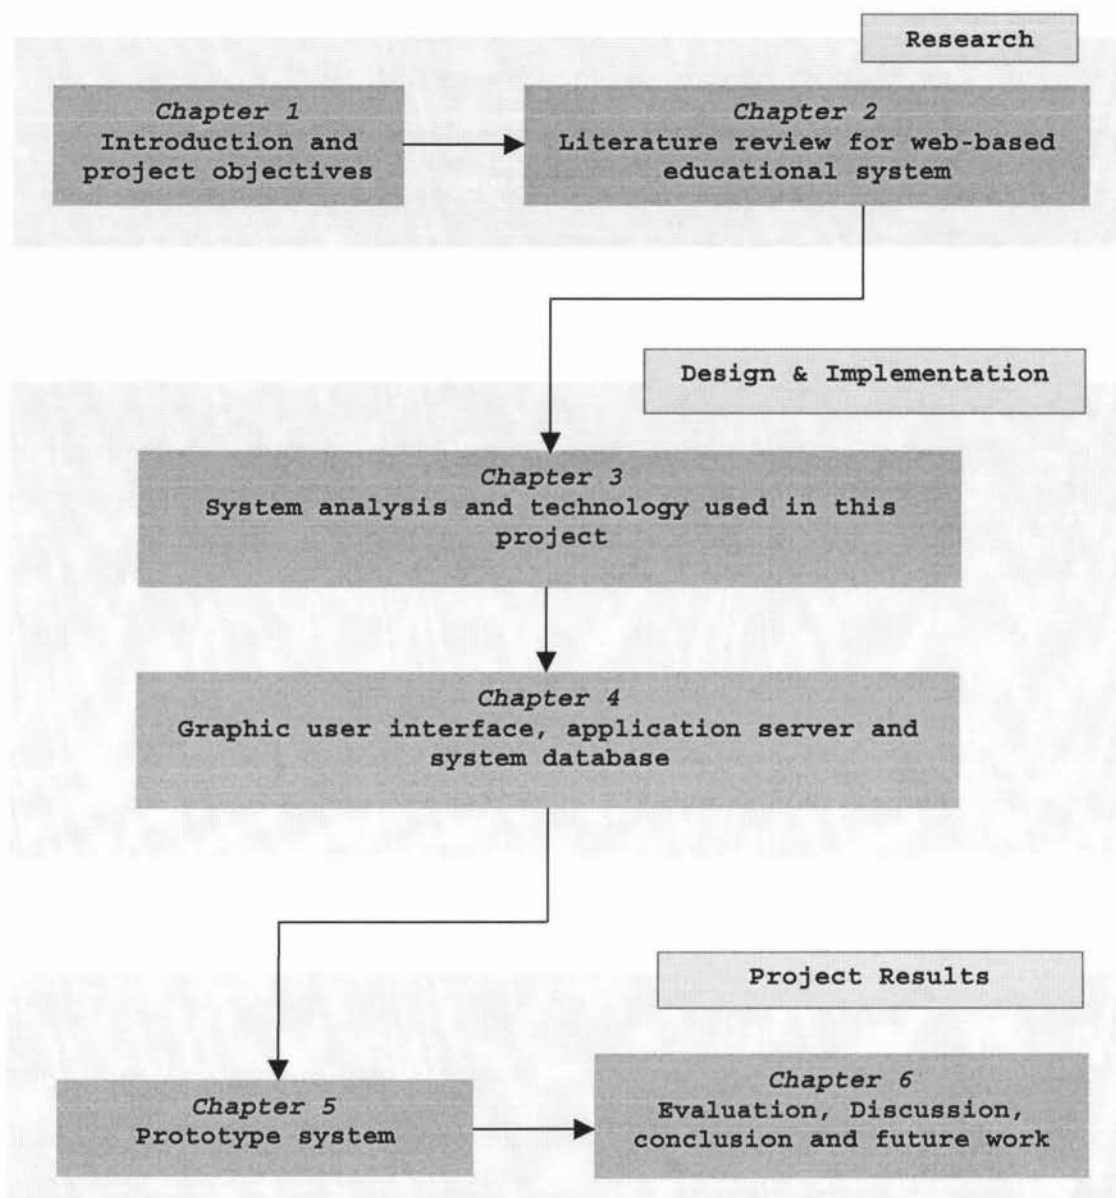 Research
Chapter 1
Introduction and
project objectives
Chapter 2
Literature review for web-based
educational system
Design & Implementation
Chapter 3
System analysis and technology used in this
project
Chapter 4
Graphic user interface, application server and
system database
Project Results
Chapter 5
Prototype system
Chapter 6
Evaluation, Discussion,
conclusion and future work